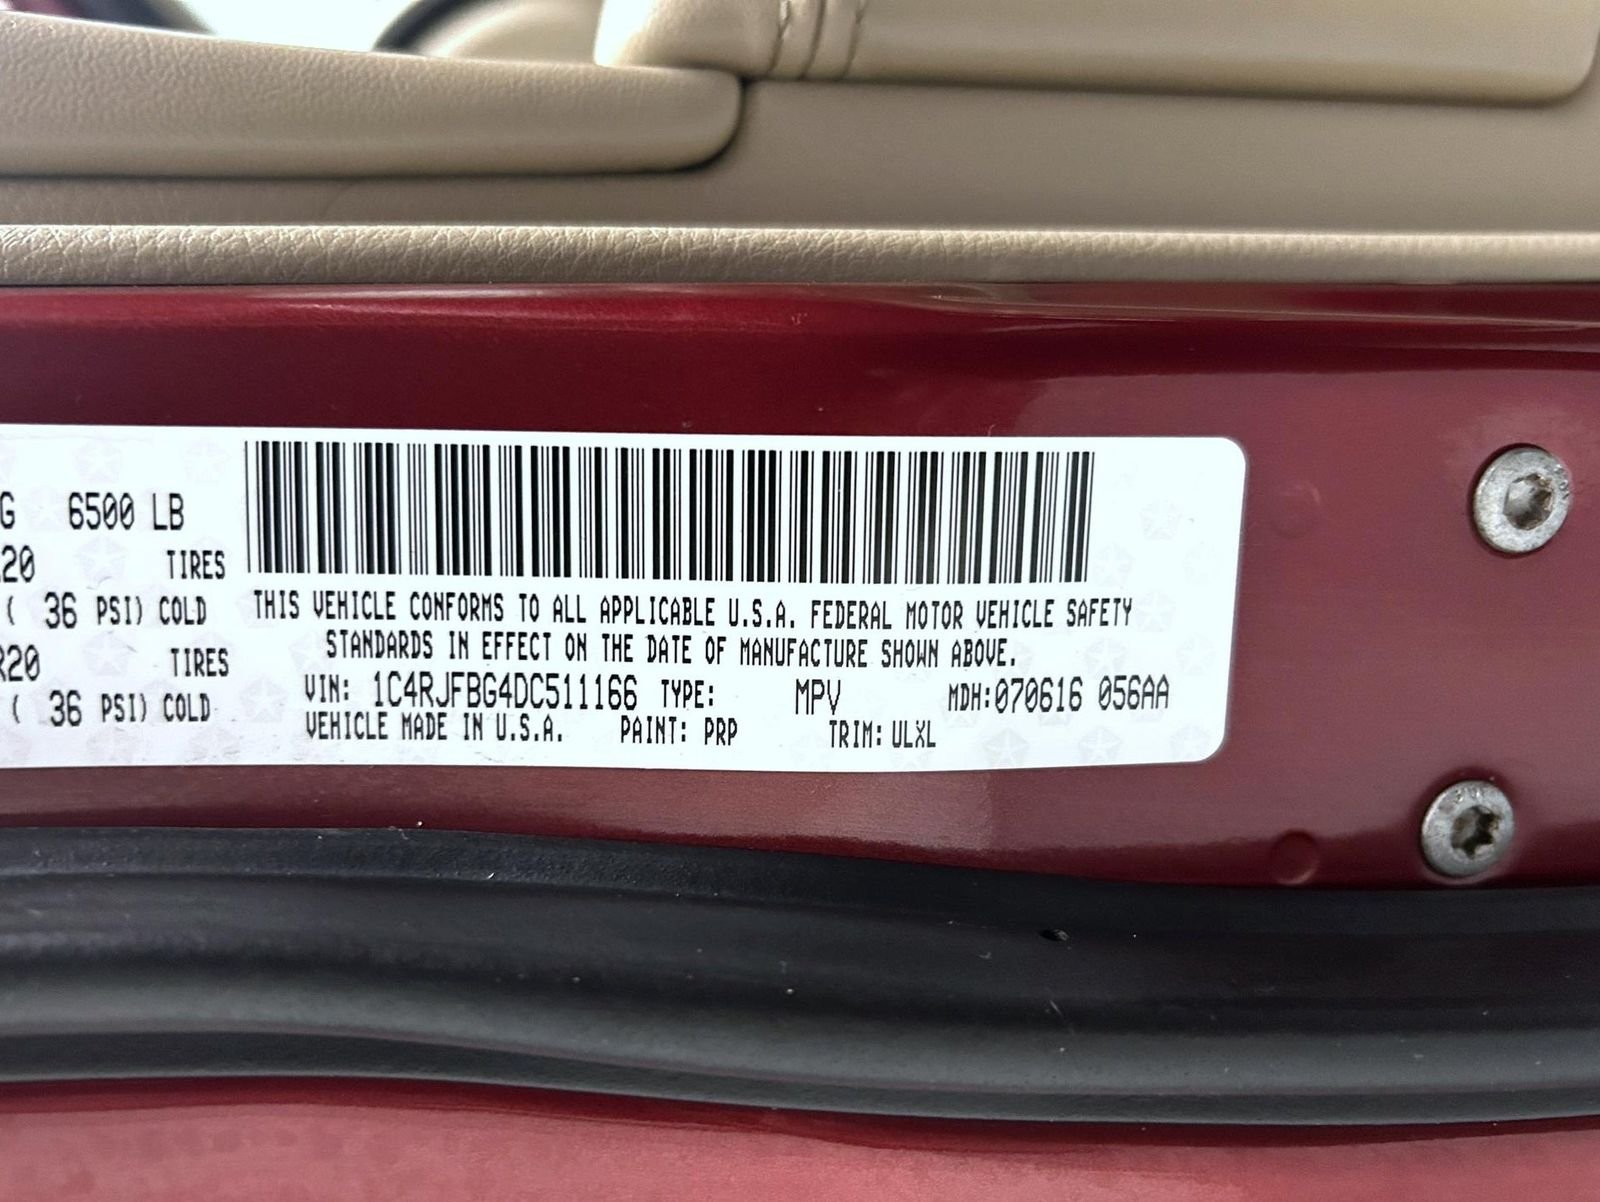 G 6500 LB
20 TIRES
( 36 PSI) COLD
R20 TIRES
( 36 PSI) COLD
THIS VEHICLE CONFORMS TO ALL APPLICABLE U.S.A. FEDERAL MOTOR VEHICLE SAFETY
STANDARDS IN EFFECT ON THE DATE OF MANUFACTURE SHOWN ABOVE.
VIN: 1C4RJFBG4DC511166 TYPE: MPV MDH:070616 056AA
VEHICLE MADE IN U.S.A. PAINT: PRP TRIM: ULXL